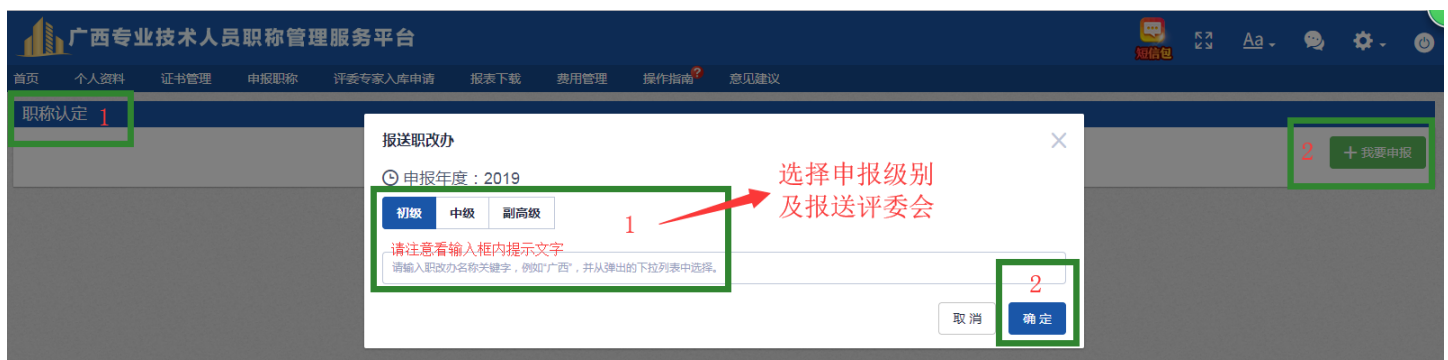 广西专业技术人员职称管理服务平台
短信包
Aa
首页 个人资料 证书管理 申报职称 评委专家入库申请 报表下载 费用管理 操作指南? 意见建议
职称认定 1
2 + 我要申报
报送职改办
申报年度：2019
初级 中级 副高级
1
选择申报级别
及报送评委会
请注意看输入框内提示文字
请输入职改办名称关键字，例如“广西”，并从弹出的下拉列表中选择。
2
取消 确定